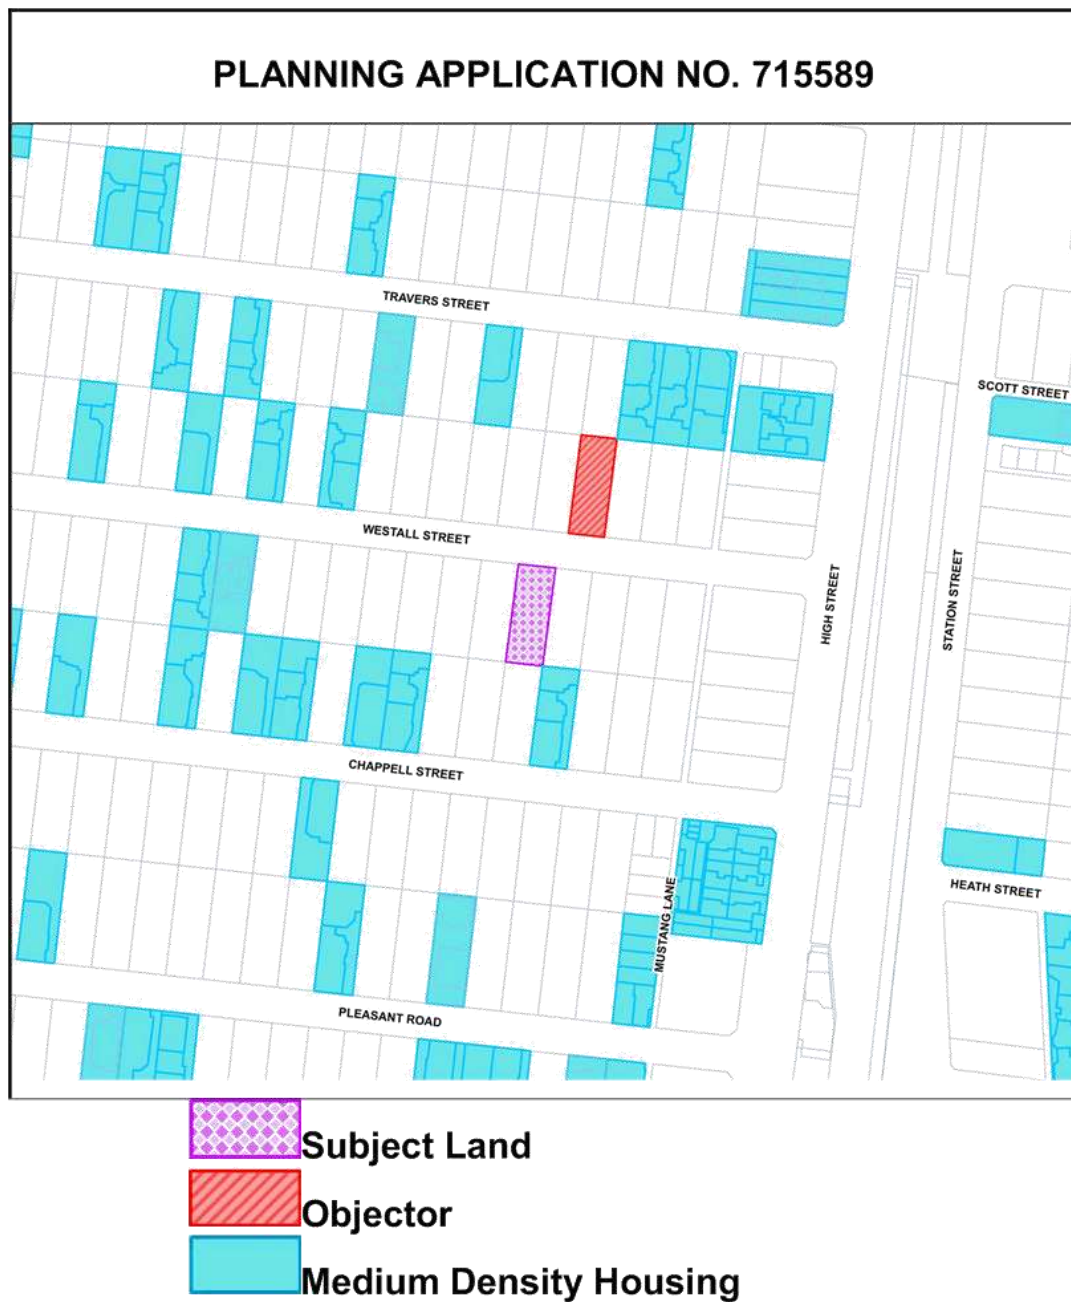 PLANNING APPLICATION NO. 715589
TRAVERS STREET
SCOTT STREET
WESTALL STREET
HIGH STREET
STATION STREET
CHAPPELL STREET
MUSTANG LANE
HEATH STREET
PLEASANT ROAD
Subject Land
Objector
Medium Density Housing